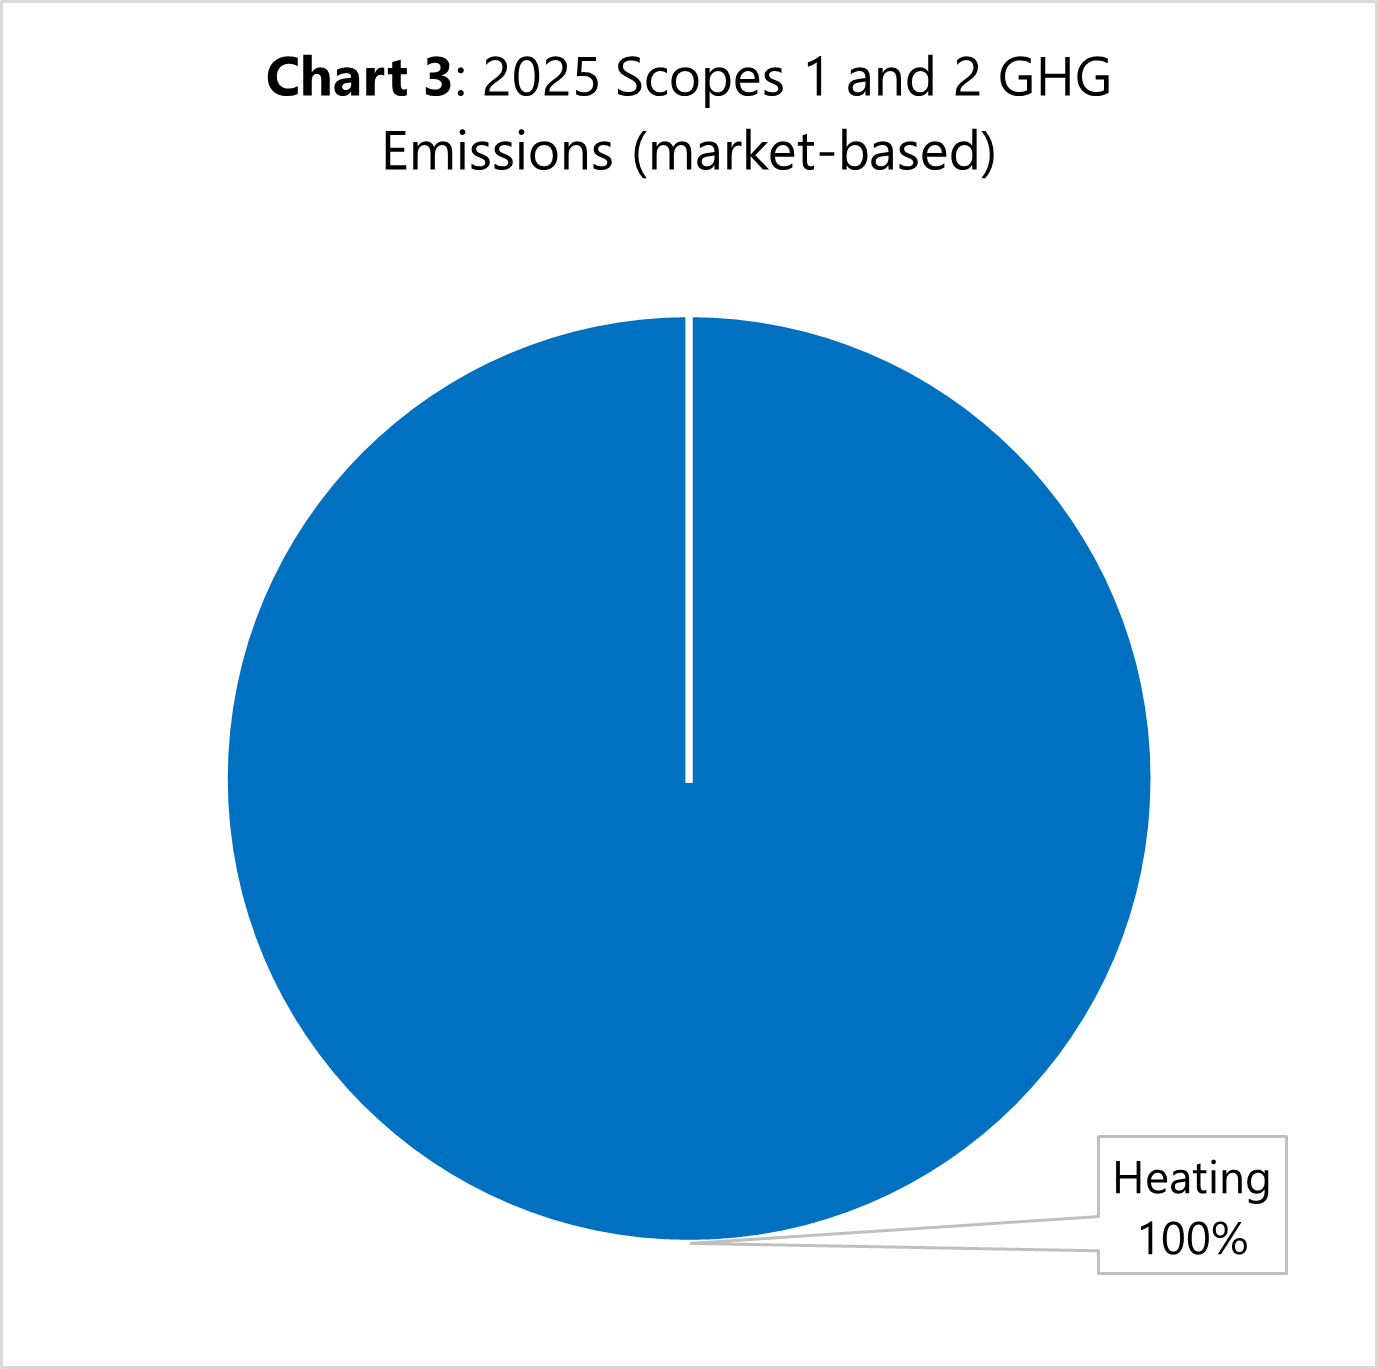 Chart 3: 2025 Scopes 1 and 2 GHG
Emissions (market-based)
Heating
100%